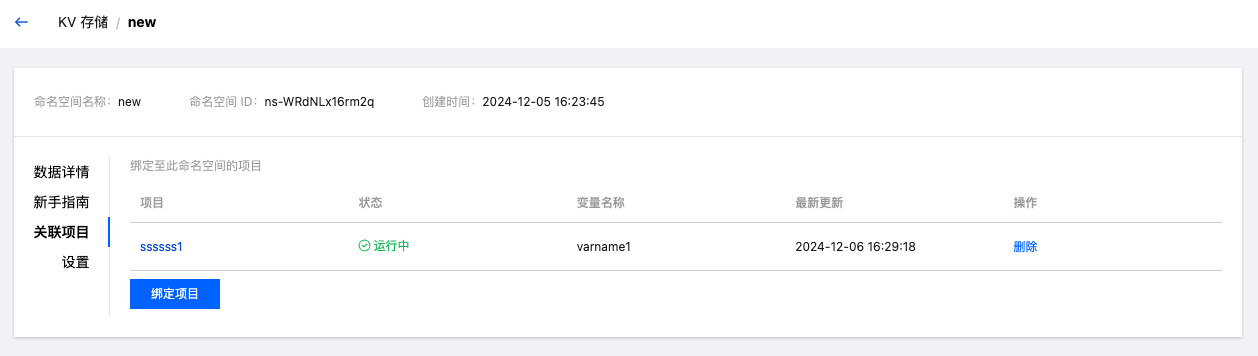 KV 存储 / new
命名空间名称： new 命名空间 ID： ns-WRdNLx16rm2q 创建时间： 2024-12-05 16:23:45
数据详情
新手指南
关联项目
设置
绑定至此命名空间的项目
项目 状态 变量名称 最新更新 操作
ssssss1 运行中 varname1 2024-12-06 16:29:18 删除
绑定项目